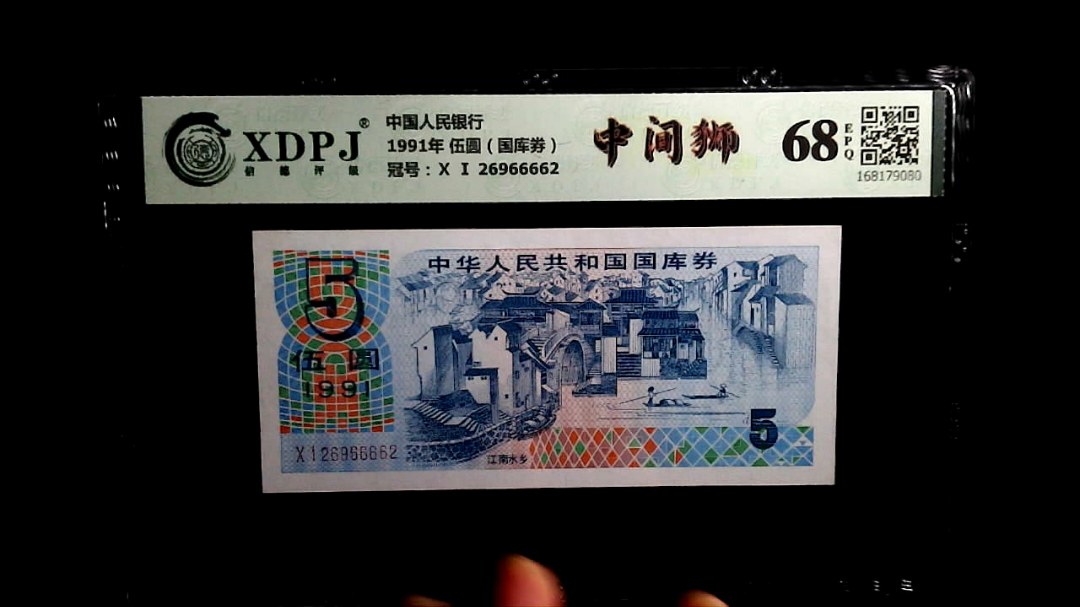 XDPJ®
信德评级
中国人民银行
1991年 伍圆（国库券）
冠号：X I 26966662
中间狮
68
EPQ
168179080
中华人民共和国国库券
5
伍圆
1991
5
XI26966662
江南水乡